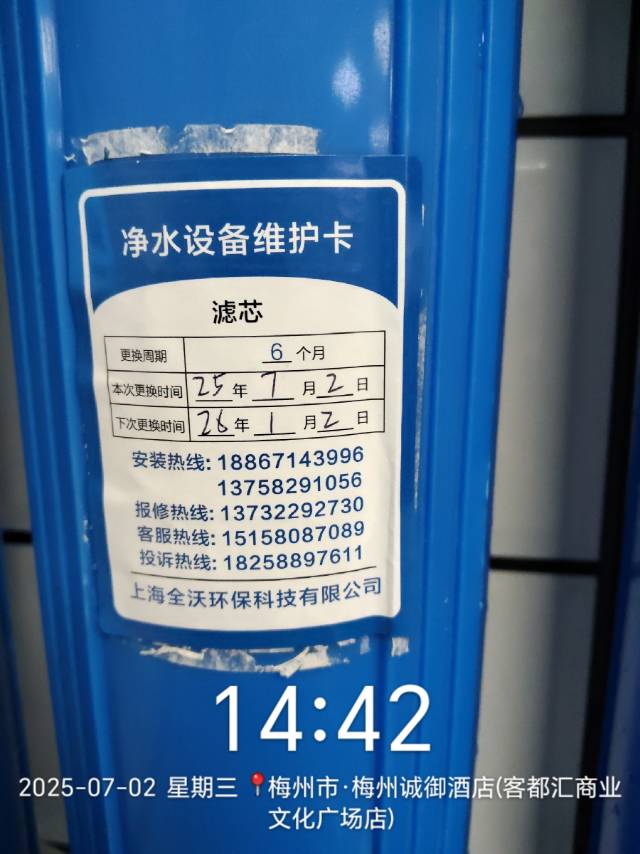 净水设备维护卡
滤芯
更换周期 6 个月
本次更换时间 25 年 7 月 2 日
下次更换时间 26 年 1 月 2 日
安装热线: 18867143996
13758291056
报修热线: 13732292730
客服热线: 15158087089
投诉热线: 18258897611
上海全沃环保科技有限公司
14:42
2025-07-02 星期三 📍梅州市·梅州诚御酒店(客都汇商业
文化广场店)